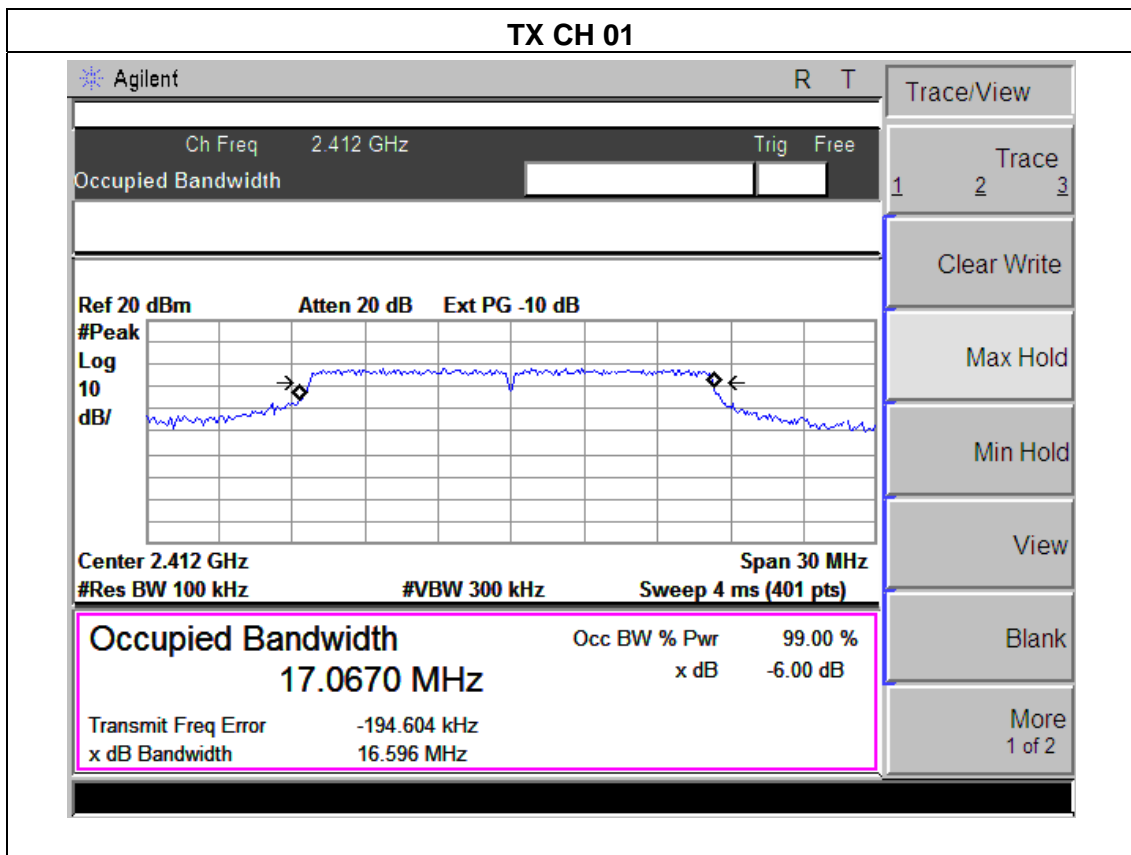 TX CH 01
Agilent R T
Ch Freq 2.412 GHz Trig Free
Occupied Bandwidth
Ref 20 dBm Atten 20 dB Ext PG -10 dB
#Peak
Log
10
dB/
Center 2.412 GHz Span 30 MHz
#Res BW 100 kHz #VBW 300 kHz Sweep 4 ms (401 pts)
Occupied Bandwidth Occ BW % Pwr 99.00 %
17.0670 MHz x dB -6.00 dB
Transmit Freq Error -194.604 kHz
x dB Bandwidth 16.596 MHz
Trace/View
Trace
1 2 3
Clear Write
Max Hold
Min Hold
View
Blank
More
1 of 2